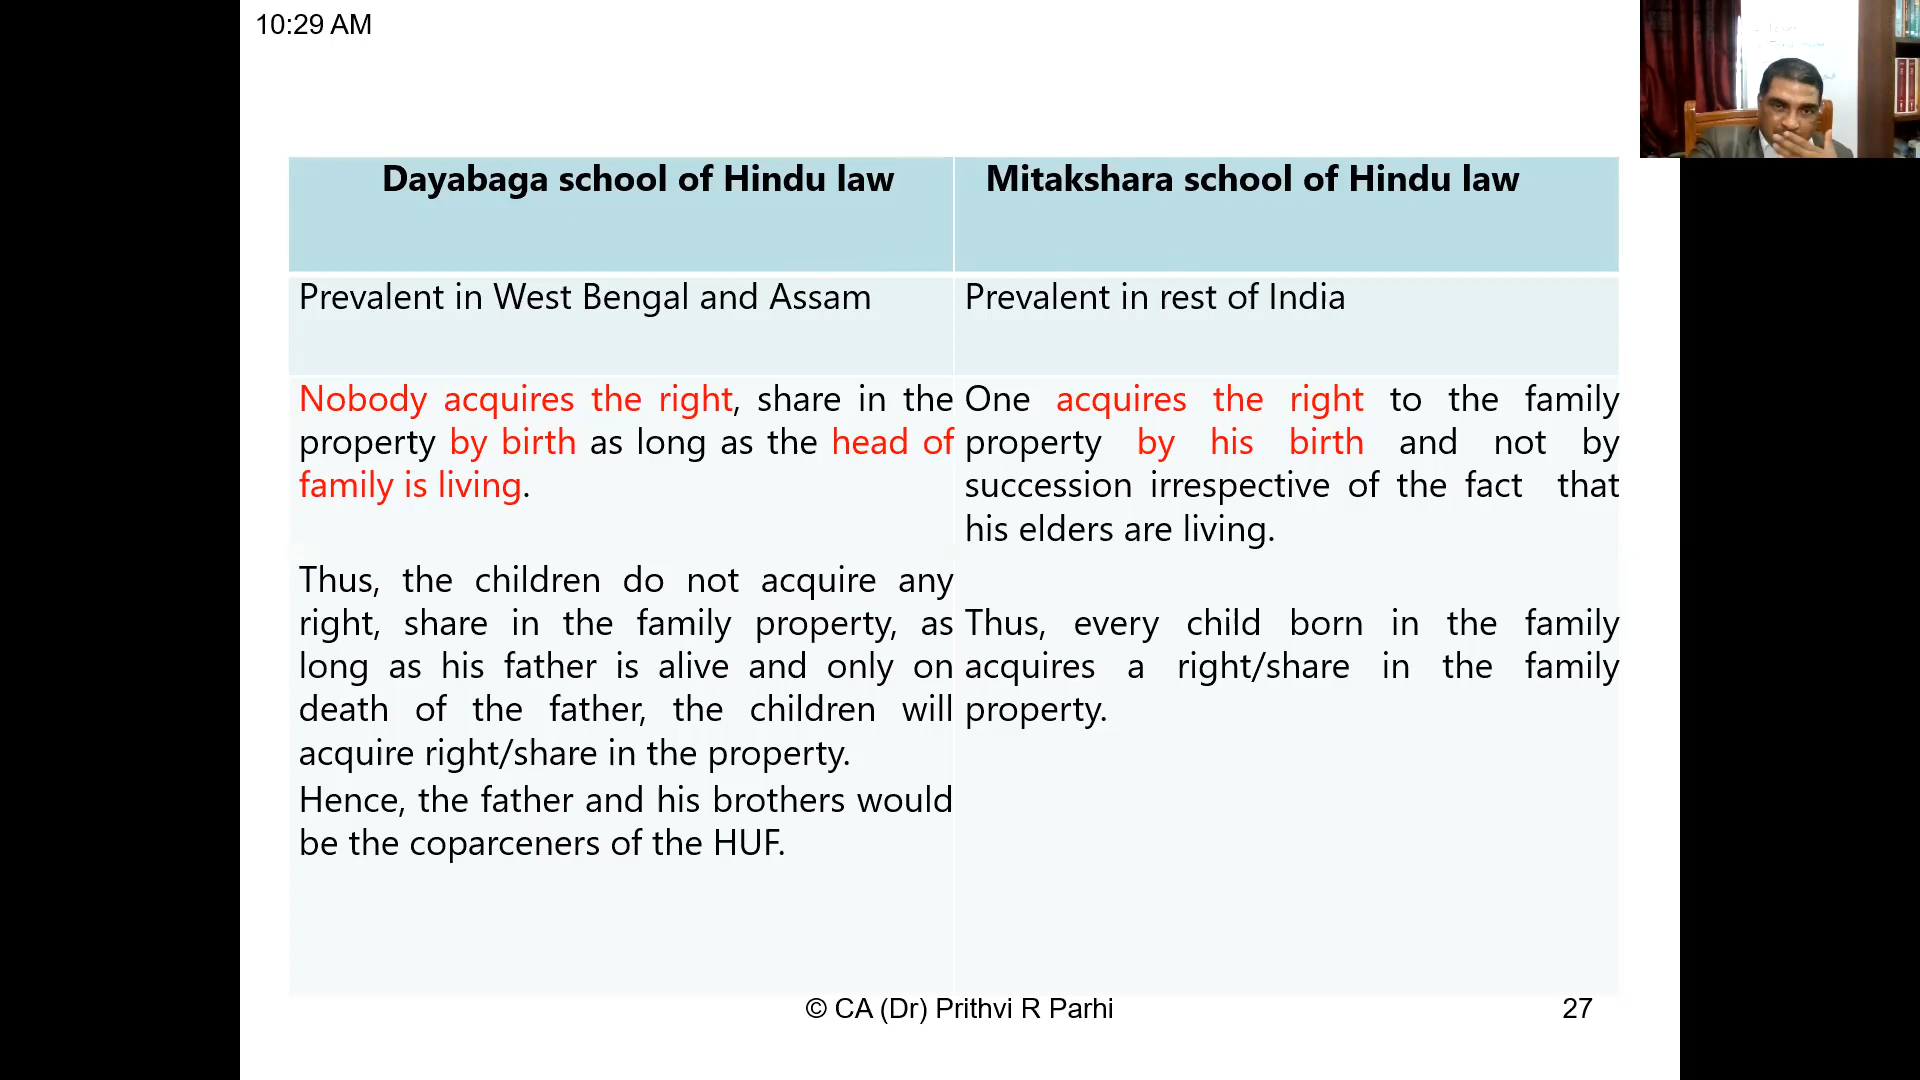 10:29 AM
Dayabaga school of Hindu law
Mitakshara school of Hindu law
Prevalent in West Bengal and Assam
Prevalent in rest of India
Nobody acquires the right, share in the
property by birth as long as the head of
family is living.
Thus, the children do not acquire any
right, share in the family property, as
long as his father is alive and only on
death of the father, the children will
acquire right/share in the property.
Hence, the father and his brothers would
be the coparceners of the HUF.
One acquires the right to the family
property by his birth and not by
succession irrespective of the fact that
his elders are living.
Thus, every child born in the family
acquires a right/share in the family
property.
© CA (Dr) Prithvi R Parhi
27